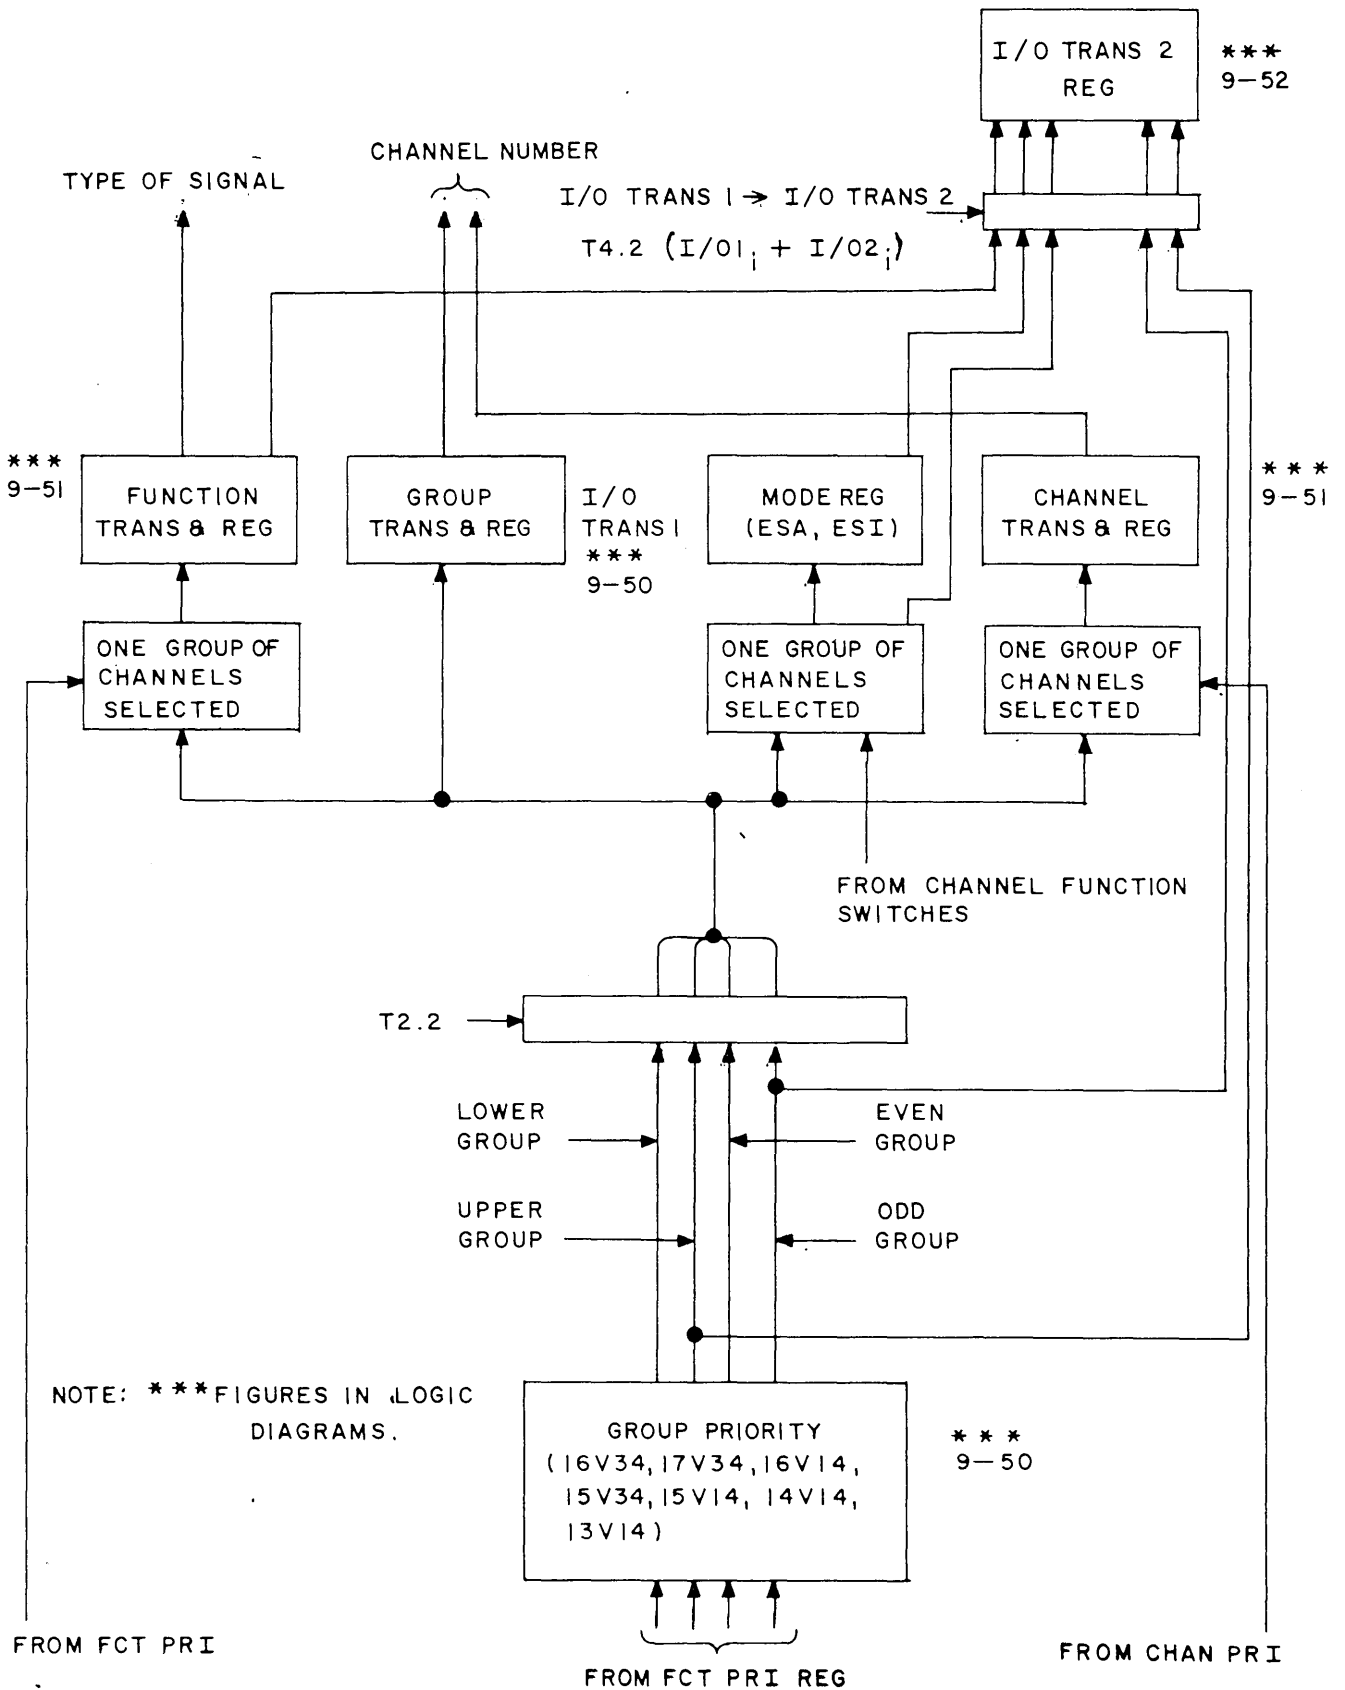 I/O TRANS 2
REG
***
9-52
CHANNEL NUMBER
TYPE OF SIGNAL
I/O TRANS 1 → I/O TRANS 2
T4.2 (I/O1j + I/O2j)
***
9-51
FUNCTION
TRANS & REG
GROUP
TRANS & REG
I/O
TRANS 1
***
9-50
MODE REG
(ESA, ESI)
CHANNEL
TRANS & REG
***
9-51
ONE GROUP OF
CHANNELS
SELECTED
ONE GROUP OF
CHANNELS
SELECTED
ONE GROUP OF
CHANNELS
SELECTED
FROM CHANNEL FUNCTION
SWITCHES
T2.2
LOWER
GROUP
EVEN
GROUP
UPPER
GROUP
ODD
GROUP
NOTE: *** FIGURES IN LOGIC
DIAGRAMS.
GROUP PRIORITY
(16V34, 17V34, 16V14,
15V34, 15V14, 14V14,
13V14)
***
9-50
FROM FCT PRI
FROM FCT PRI REG
FROM CHAN PRI